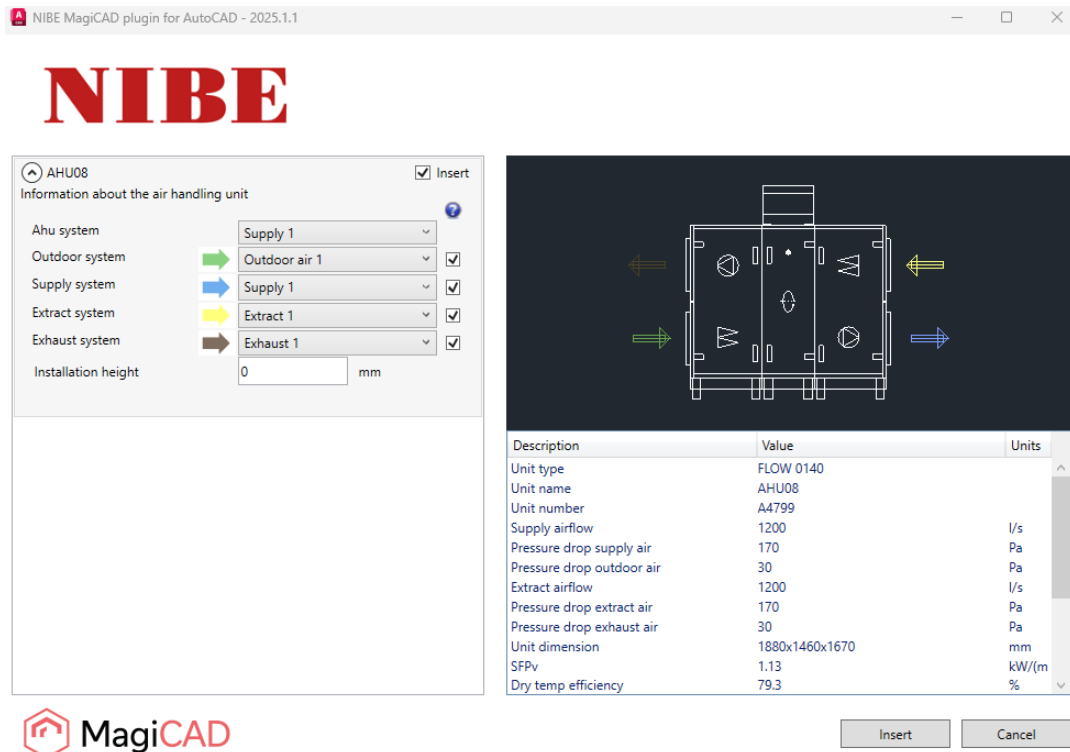 NIBE MagiCAD plugin for AutoCAD - 2025.1.1
NIBE
AHU08
Insert
Information about the air handling unit
Ahu system
Supply 1
Outdoor system
Outdoor air 1
Supply system
Supply 1
Extract system
Extract 1
Exhaust system
Exhaust 1
Installation height
0
mm
Description Value Units
Unit type FLOW 0140
Unit name AHU08
Unit number A4799
Supply airflow 1200 l/s
Pressure drop supply air 170 Pa
Pressure drop outdoor air 30 Pa
Extract airflow 1200 l/s
Pressure drop extract air 170 Pa
Pressure drop exhaust air 30 Pa
Unit dimension 1880x1460x1670 mm
SFPv 1.13 kW/(m
Dry temp efficiency 79.3 %
MagiCAD
Insert
Cancel